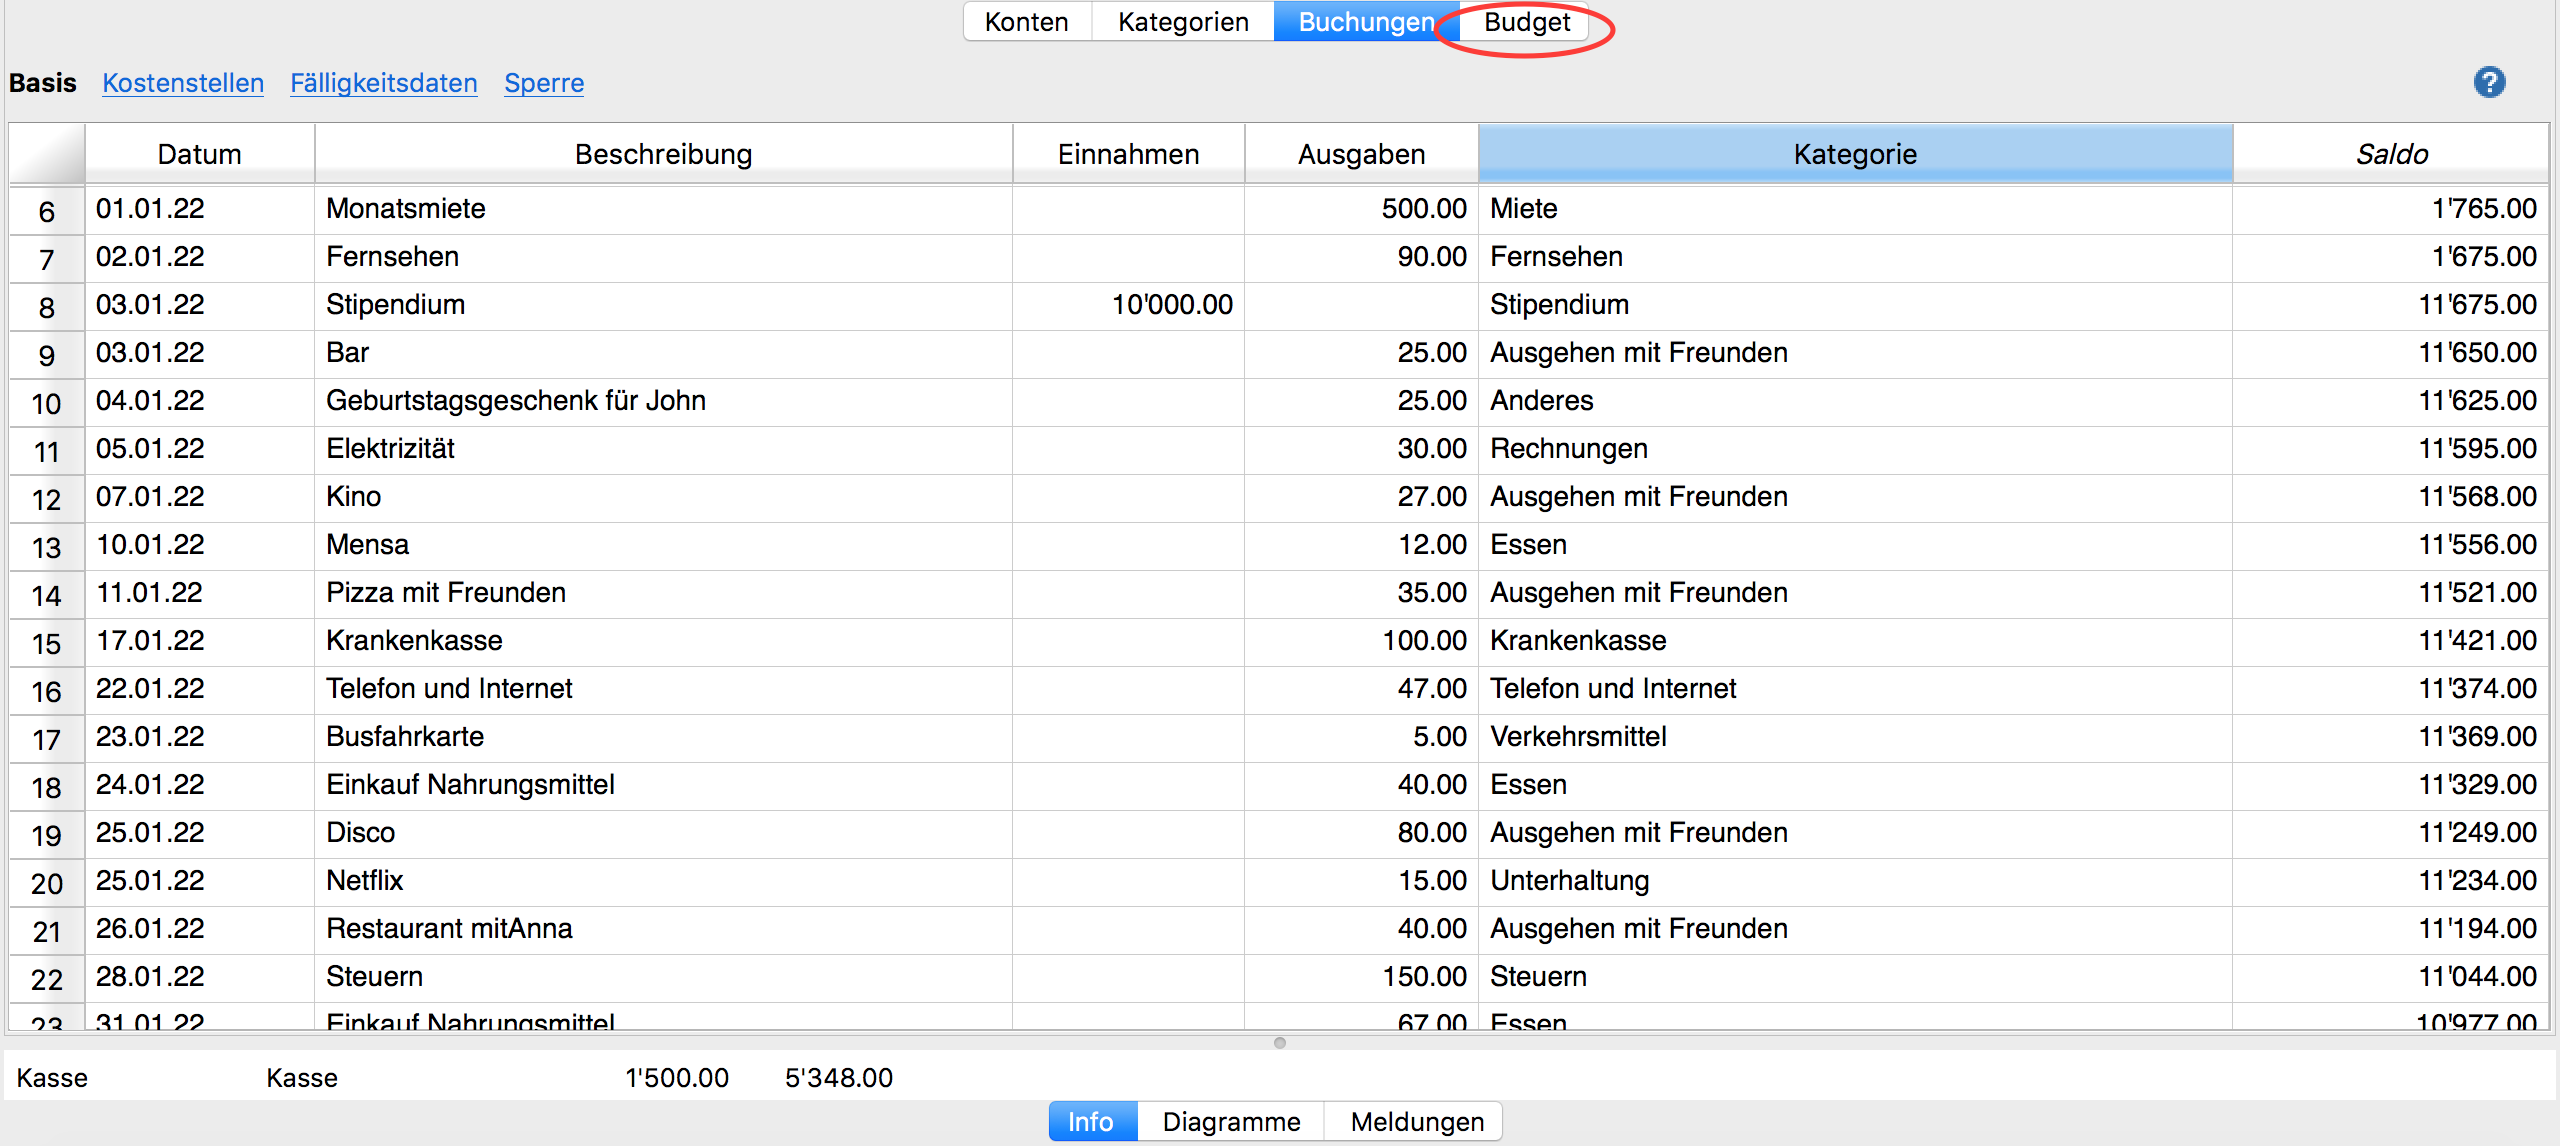 Konten Kategorien Buchungen Budget
Basis Kostenstellen Fälligkeitsdaten Sperre ?
Datum Beschreibung Einnahmen Ausgaben Kategorie Saldo
6 01.01.22 Monatsmiete 500.00 Miete 1'765.00
7 02.01.22 Fernsehen 90.00 Fernsehen 1'675.00
8 03.01.22 Stipendium 10'000.00 Stipendium 11'675.00
9 03.01.22 Bar 25.00 Ausgehen mit Freunden 11'650.00
10 04.01.22 Geburtstagsgeschenk für John 25.00 Anderes 11'625.00
11 05.01.22 Elektrizität 30.00 Rechnungen 11'595.00
12 07.01.22 Kino 27.00 Ausgehen mit Freunden 11'568.00
13 10.01.22 Mensa 12.00 Essen 11'556.00
14 11.01.22 Pizza mit Freunden 35.00 Ausgehen mit Freunden 11'521.00
15 17.01.22 Krankenkasse 100.00 Krankenkasse 11'421.00
16 22.01.22 Telefon und Internet 47.00 Telefon und Internet 11'374.00
17 23.01.22 Busfahrkarte 5.00 Verkehrsmittel 11'369.00
18 24.01.22 Einkauf Nahrungsmittel 40.00 Essen 11'329.00
19 25.01.22 Disco 80.00 Ausgehen mit Freunden 11'249.00
20 25.01.22 Netflix 15.00 Unterhaltung 11'234.00
21 26.01.22 Restaurant mitAnna 40.00 Ausgehen mit Freunden 11'194.00
22 28.01.22 Steuern 150.00 Steuern 11'044.00
23 31.01.22 Einkauf Nahrungsmittel 67.00 Essen 10'977.00
Kasse Kasse 1'500.00 5'348.00
Info Diagramme Meldungen